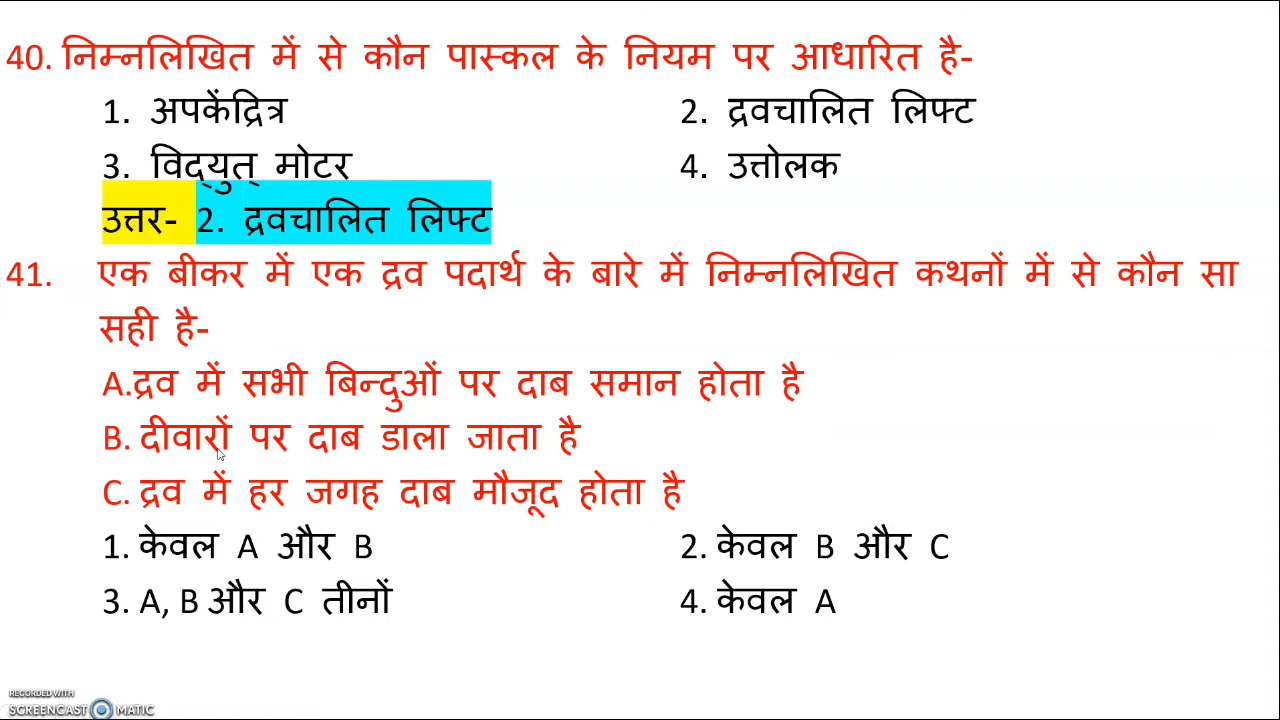 40. निम्नलिखित में से कौन पास्कल के नियम पर आधारित है-
1. अपकेंद्रित्र 2. द्रवचालित लिफ्ट
3. विद्‌युत्‌ मोटर 4. उत्तोलक
उत्तर- 2. द्रवचालित लिफ्ट
41. एक बीकर में एक द्रव पदार्थ के बारे में निम्नलिखित कथनों में से कौन सा
सही है-
A.द्रव में सभी बिन्दुओं पर दाब समान होता है
B. दीवारों पर दाब डाला जाता है
C. द्रव में हर जगह दाब मौजूद होता है
1. केवल A और B 2. केवल B और C
3. A, B और C तीनों 4. केवल A
RECORDED WITH
SCREENCAST MATIC